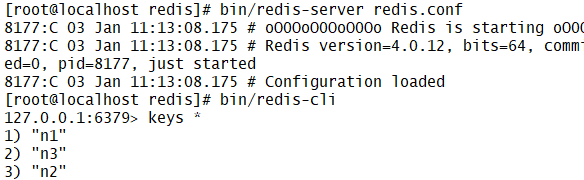 [root@localhost redis]# bin/redis-server redis.conf
8177:C 03 Jan 11:13:08.175 # oO0OoO0OoO0Oo Redis is starting oO0O
8177:C 03 Jan 11:13:08.175 # Redis version=4.0.12, bits=64, comm
ed=0, pid=8177, just started
8177:C 03 Jan 11:13:08.175 # Configuration loaded
[root@localhost redis]# bin/redis-cli
127.0.0.1:6379> keys *
1) "n1"
2) "n3"
3) "n2"